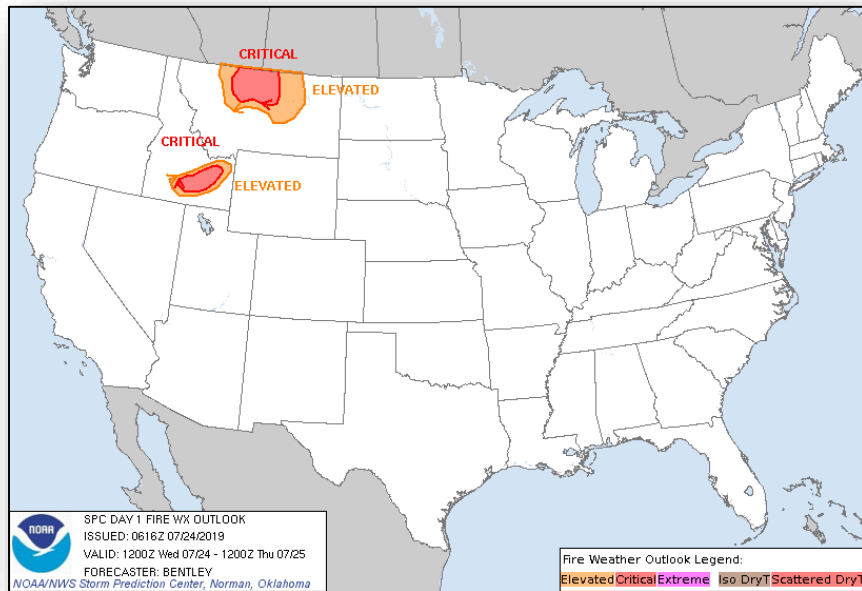 CRITICAL
ELEVATED
CRITICAL
ELEVATED
NOAA
SPC DAY 1 FIRE WX OUTLOOK
ISSUED: 0616Z 07/24/2019
VALID: 1200Z Wed 07/24 - 1200Z Thu 07/25
FORECASTER: BENTLEY
NOAA/NWS Storm Prediction Center, Norman, Oklahoma
Fire Weather Outlook Legend:
Elevated Critical Extreme Iso DryT Scattered DryT